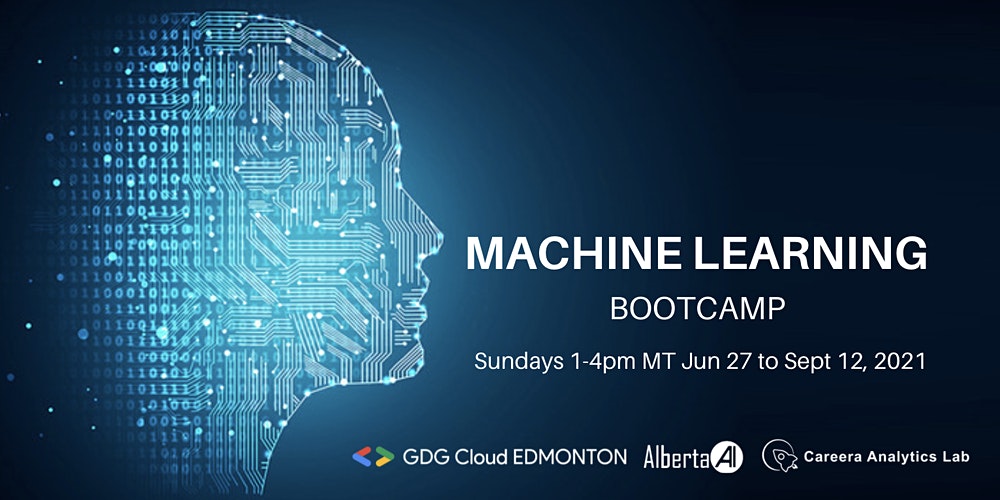 MACHINE LEARNING
BOOTCAMP
Sundays 1-4pm MT Jun 27 to Sept 12, 2021
GDG Cloud EDMONTON AlbertaAI Careera Analytics Lab